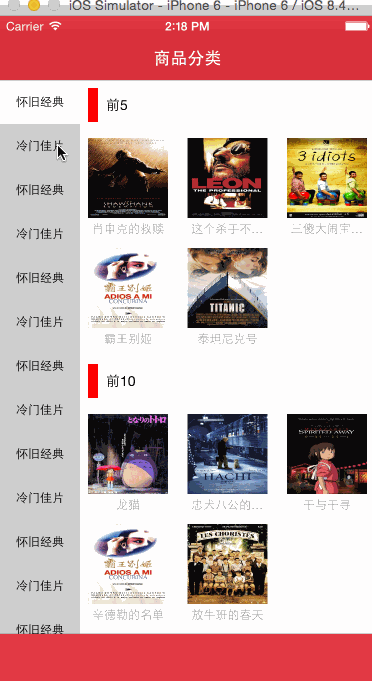 iOS Simulator - iPhone 6 - iPhone 6 / iOS 8.4...
Carrier 2:18 PM
商品分类
怀旧经典
冷门佳片
怀旧经典
冷门佳片
怀旧经典
冷门佳片
怀旧经典
冷门佳片
怀旧经典
冷门佳片
怀旧经典
冷门佳片
怀旧经典
前5
SHAWSHANK
LEON
THE PROFESSIONAL
3 idiots
肖申克的救赎 这个杀手不... 三傻大闹宝...
霸王别姬
ADIOS A MI
CONCUBINA
TITANIC
霸王别姬 泰坦尼克号
前10
となりのトトロ
HACHI
SPIRITED AWAY
龙猫 忠犬八公的... 千与千寻
霸王别姬
ADIOS A MI
CONCUBINA
LES CHORISTES
辛德勒的名单 放牛班的春天